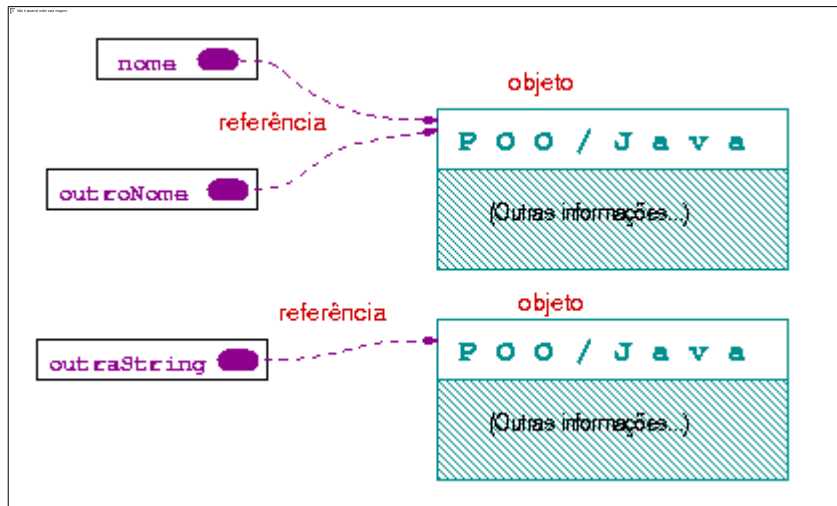 nome
objeto
referência
P O O / J a v a
outroNome
(Outras informações...)
referência
objeto
P O O / J a v a
outraString
(Outras informações...)